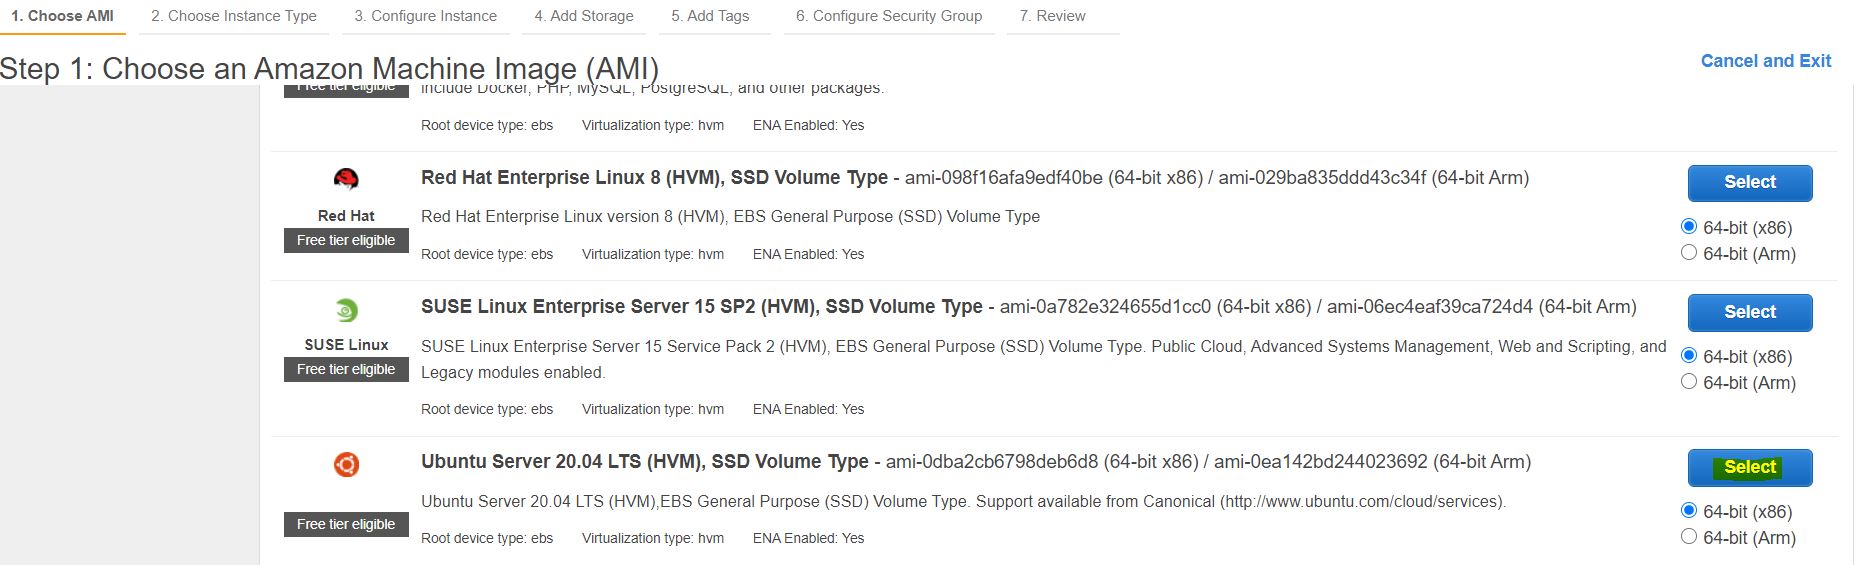 1. Choose AMI 2. Choose Instance Type 3. Configure Instance 4. Add Storage 5. Add Tags 6. Configure Security Group 7. Review
Step 1: Choose an Amazon Machine Image (AMI)
Cancel and Exit
Free tier eligible
include Docker, PHP, MySQL, PostgreSQL, and other packages.
Root device type: ebs Virtualization type: hvm ENA Enabled: Yes
Red Hat Enterprise Linux 8 (HVM), SSD Volume Type - ami-098f16afa9edf40be (64-bit x86) / ami-029ba835ddd43c34f (64-bit Arm)
Select
Red Hat
Free tier eligible
Red Hat Enterprise Linux version 8 (HVM), EBS General Purpose (SSD) Volume Type
64-bit (x86)
64-bit (Arm)
Root device type: ebs Virtualization type: hvm ENA Enabled: Yes
SUSE Linux Enterprise Server 15 SP2 (HVM), SSD Volume Type - ami-0a782e324655d1cc0 (64-bit x86) / ami-06ec4eaf39ca724d4 (64-bit Arm)
Select
SUSE Linux
Free tier eligible
SUSE Linux Enterprise Server 15 Service Pack 2 (HVM), EBS General Purpose (SSD) Volume Type. Public Cloud, Advanced Systems Management, Web and Scripting, and
Legacy modules enabled.
64-bit (x86)
64-bit (Arm)
Root device type: ebs Virtualization type: hvm ENA Enabled: Yes
Ubuntu Server 20.04 LTS (HVM), SSD Volume Type - ami-0dba2cb6798deb6d8 (64-bit x86) / ami-0ea142bd244023692 (64-bit Arm)
Select
Free tier eligible
Ubuntu Server 20.04 LTS (HVM),EBS General Purpose (SSD) Volume Type. Support available from Canonical (http://www.ubuntu.com/cloud/services).
64-bit (x86)
64-bit (Arm)
Root device type: ebs Virtualization type: hvm ENA Enabled: Yes